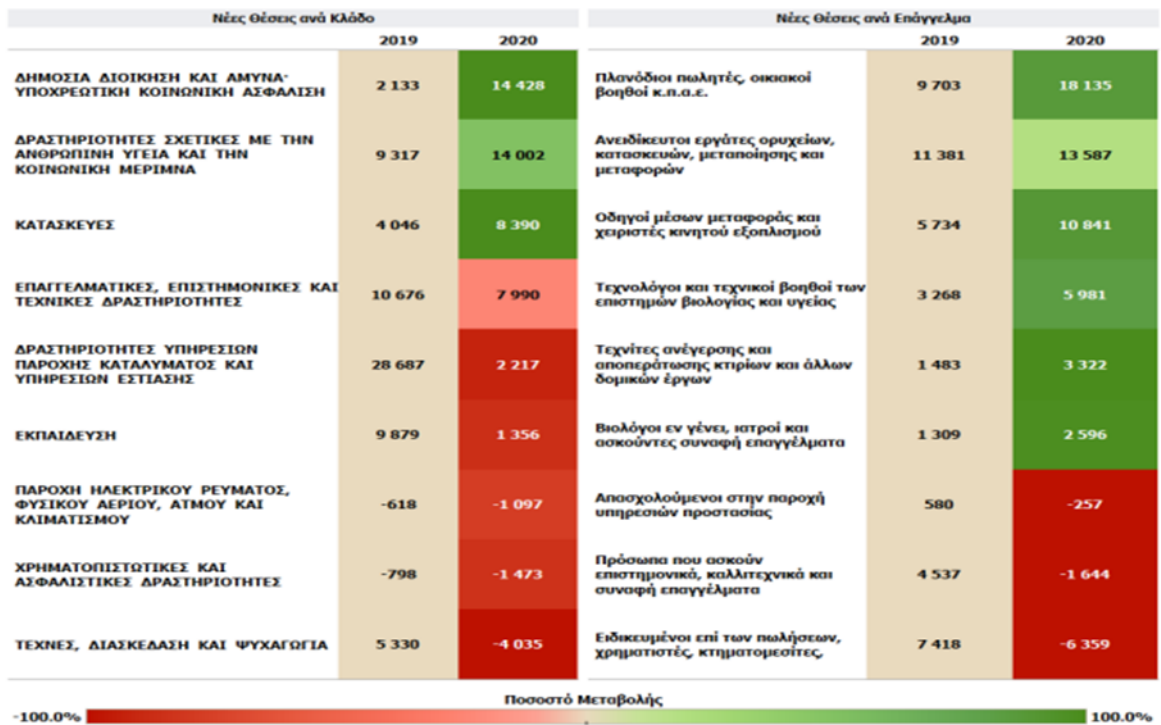 Νέες Θέσεις ανά Κλάδο
2019 2020
ΔΗΜΟΣΙΑ ΔΙΟΙΚΗΣΗ ΚΑΙ ΑΜΥΝΑ·
ΥΠΟΧΡΕΩΤΙΚΗ ΚΟΙΝΩΝΙΚΗ ΑΣΦΑΛΙΣΗ
2 133 14 428
ΔΡΑΣΤΗΡΙΟΤΗΤΕΣ ΣΧΕΤΙΚΕΣ ΜΕ ΤΗΝ
ΑΝΘΡΩΠΙΝΗ ΥΓΕΙΑ ΚΑΙ ΤΗΝ
ΚΟΙΝΩΝΙΚΗ ΜΕΡΙΜΝΑ
9 317 14 002
ΚΑΤΑΣΚΕΥΕΣ 4 046 8 390
ΕΠΑΓΓΕΛΜΑΤΙΚΕΣ, ΕΠΙΣΤΗΜΟΝΙΚΕΣ ΚΑΙ
ΤΕΧΝΙΚΕΣ ΔΡΑΣΤΗΡΙΟΤΗΤΕΣ
10 676 7 990
ΔΡΑΣΤΗΡΙΟΤΗΤΕΣ ΥΠΗΡΕΣΙΩΝ
ΠΑΡΟΧΗΣ ΚΑΤΑΛΥΜΑΤΟΣ ΚΑΙ
ΥΠΗΡΕΣΙΩΝ ΕΣΤΙΑΣΗΣ
28 687 2 217
ΕΚΠΑΙΔΕΥΣΗ 9 879 1 356
ΠΑΡΟΧΗ ΗΛΕΚΤΡΙΚΟΥ ΡΕΥΜΑΤΟΣ,
ΦΥΣΙΚΟΥ ΑΕΡΙΟΥ, ΑΤΜΟΥ ΚΑΙ
ΚΛΙΜΑΤΙΣΜΟΥ
-618 -1 097
ΧΡΗΜΑΤΟΠΙΣΤΩΤΙΚΕΣ ΚΑΙ
ΑΣΦΑΛΙΣΤΙΚΕΣ ΔΡΑΣΤΗΡΙΟΤΗΤΕΣ
-798 -1 473
ΤΕΧΝΕΣ, ΔΙΑΣΚΕΔΑΣΗ ΚΑΙ ΨΥΧΑΓΩΓΙΑ 5 330 -4 035
Νέες Θέσεις ανά Επάγγελμα
2019 2020
Πλανόδιοι πωλητές, οικιακοί
βοηθοί κ.π.α.ε.
9 703 18 135
Ανειδίκευτοι εργάτες ορυχείων,
κατασκευών, μεταποίησης και
μεταφορών
11 381 13 587
Οδηγοί μέσων μεταφοράς και
χειριστές κινητού εξοπλισμού
5 734 10 841
Τεχνολόγοι και τεχνικοί βοηθοί των
επιστημών βιολογίας και υγείας
3 268 5 981
Τεχνίτες ανέγερσης και
αποπεράτωσης κτιρίων και άλλων
δομικών έργων
1 483 3 322
Βιολόγοι εν γένει, ιατροί και
ασκούντες συναφή επαγγέλματα
1 309 2 596
Απασχολούμενοι στην παροχή
υπηρεσιών προστασίας
580 -257
Πρόσωπα που ασκούν
επιστημονικά, καλλιτεχνικά και
συναφή επαγγέλματα
4 537 -1 644
Ειδικευμένοι επί των πωλήσεων,
χρηματιστές, κτηματομεσίτες,
7 418 -6 359
Ποσοστό Μεταβολής
-100.0% 100.0%